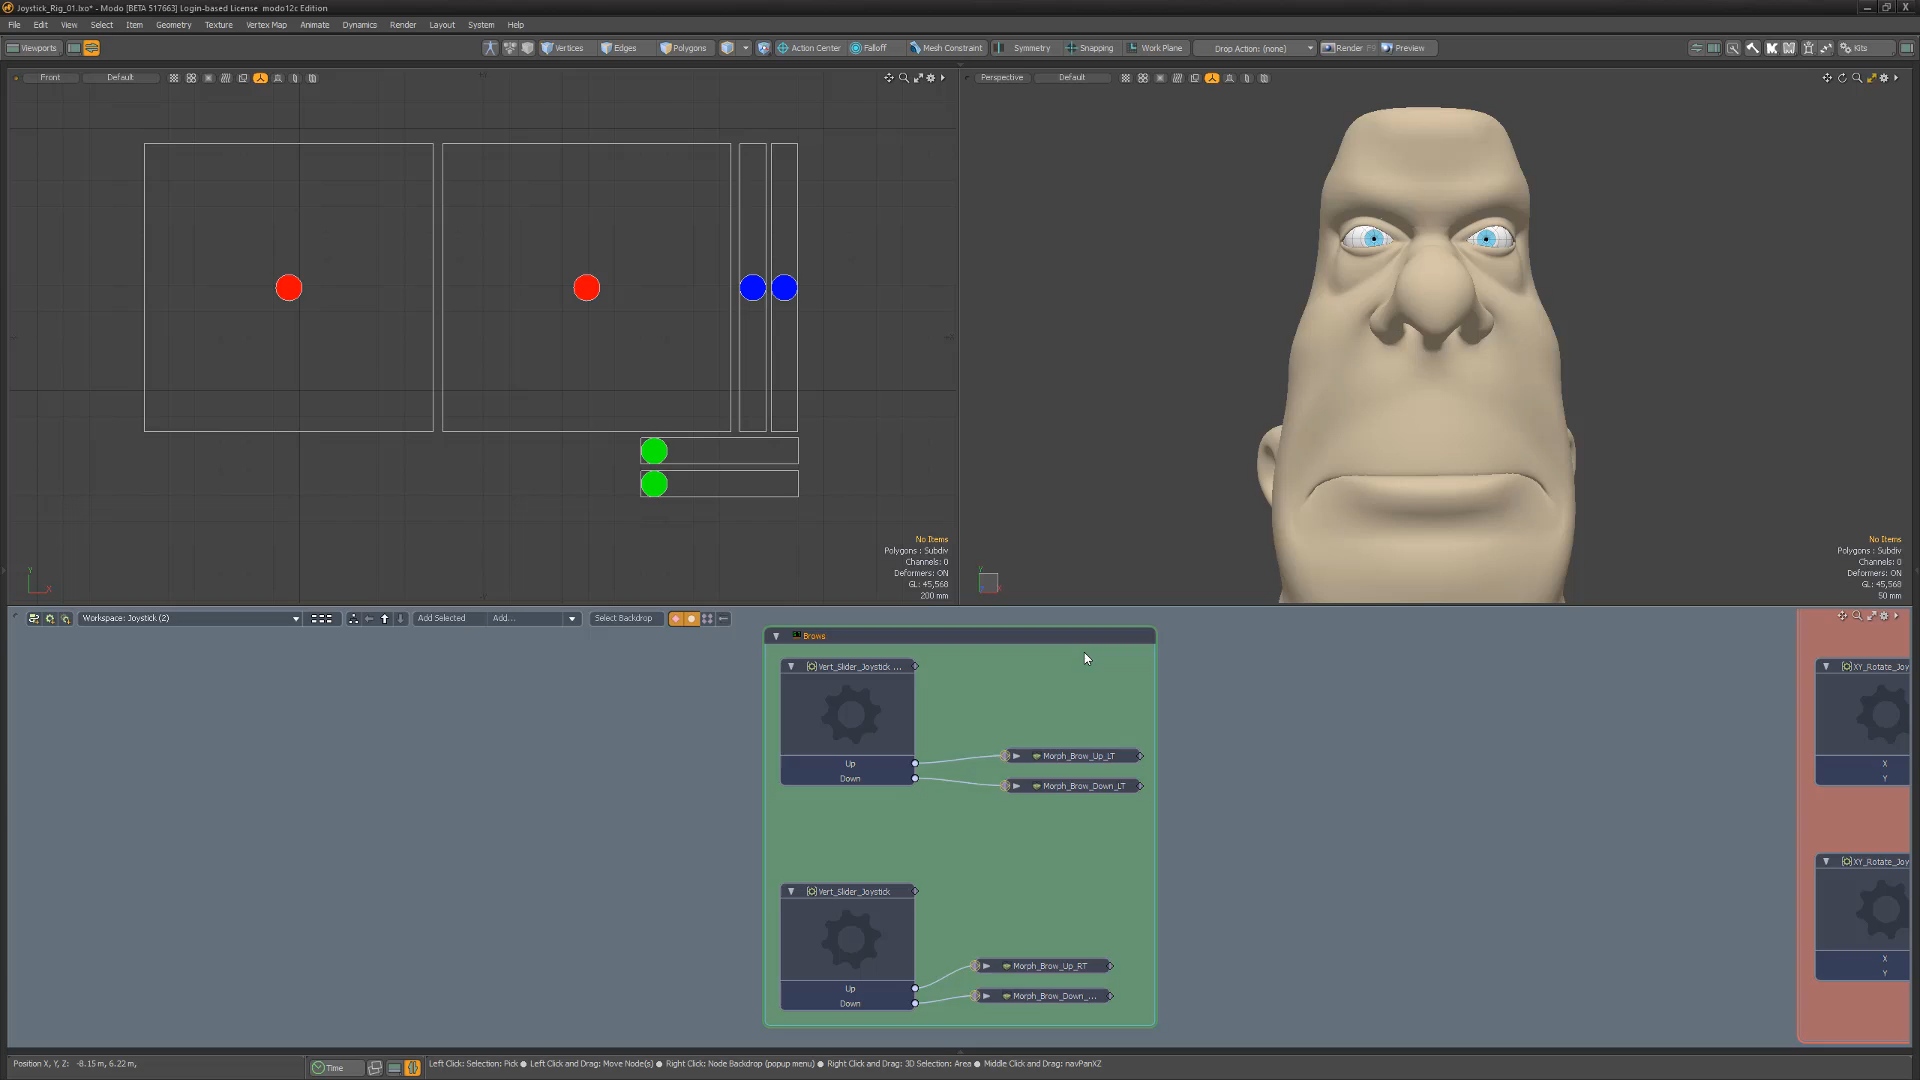 Joystick_Rig_01.lxo* - Modo [BETA 517663] Login-based License  modo12c Edition
File Edit View Select Item Geometry Texture Vertex Map Animate Dynamics Render Layout System Help
Viewports Vertices Edges Polygons Action Center Falloff Mesh Constraint Symmetry Snapping Work Plane Drop Action: (none) Render Preview Kits
Front Default
Perspective Default
No Items
Polygons : Subdiv
Channels: 0
Deformers: ON
GL: 45,568
200 mm
Y
X
No Items
Polygons : Subdiv
Channels: 0
Deformers: ON
GL: 45,568
50 mm
Workspace: Joystick (2) Add Selected Add... Select Backdrop
Brows
Vert_Slider_Joystick ...
Up
Down
Morph_Brow_Up_LT
Morph_Brow_Down_LT
Vert_Slider_Joystick
Up
Down
Morph_Brow_Up_RT
Morph_Brow_Down_...
XY_Rotate_Joy
X
Y
XY_Rotate_Joy
X
Y
Position X, Y, Z: -8.15 m, 6.22 m,
Time
Left Click: Selection: Pick ● Left Click and Drag: Move Node(s) ● Right Click: Node Backdrop (popup menu) ● Right Click and Drag: 3D Selection: Area ● Middle Click and Drag: navPanXZ